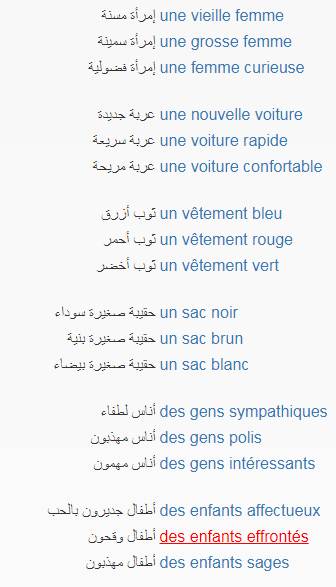 إمرأة مسنة une vieille femme
إمرأة سمينة une grosse femme
إمرأة فضولّية une femme curieuse
عربة جديدة une nouvelle voiture
عربة سريعة une voiture rapide
عربة مريحة une voiture confortable
ثوب أزرق un vêtement bleu
ثوب أحمر un vêtement rouge
ثوب أخضر un vêtement vert
حقيبة صغيرة سوداء un sac noir
حقيبة صغيرة بنية un sac brun
حقيبة صغيرة بيضاء un sac blanc
أناس لطفاء des gens sympathiques
أناس مهذبون des gens polis
أناس مهمون des gens intéressants
أطفال جديرون بالحب des enfants affectueux
أطفال وقحون des enfants effrontés
أطفال مهذبون des enfants sages